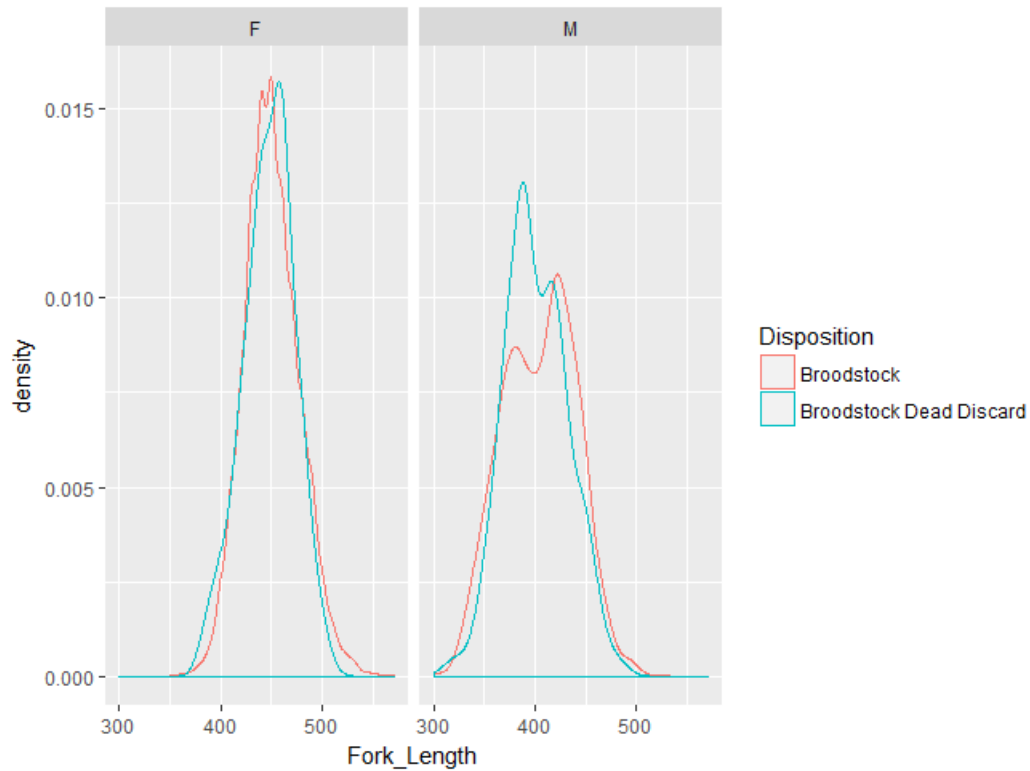 F
M
0.015
0.010
0.005
0.000
density
300
400
500
300
400
500
Fork_Length
Disposition
Broodstock
Broodstock Dead Discard